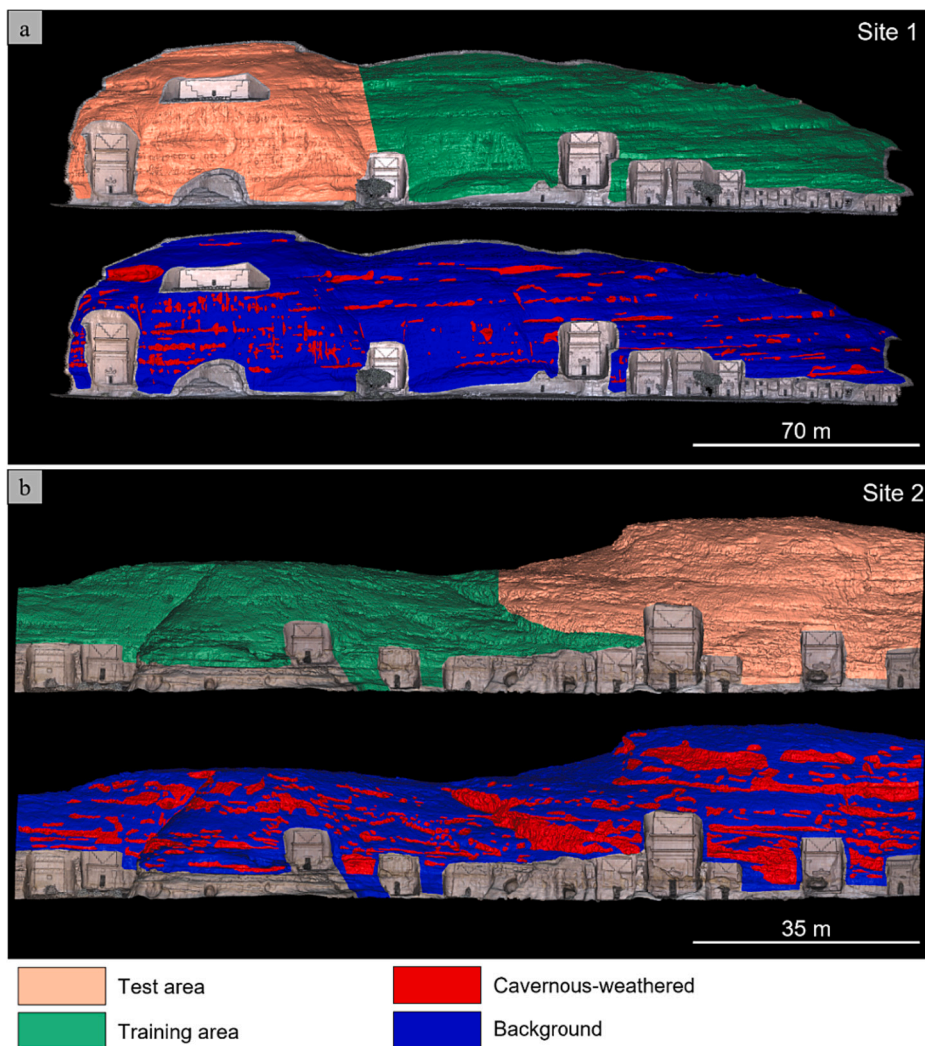 a
Site 1
70 m
b
Site 2
35 m
Test area
Cavernous-weathered
Training area
Background